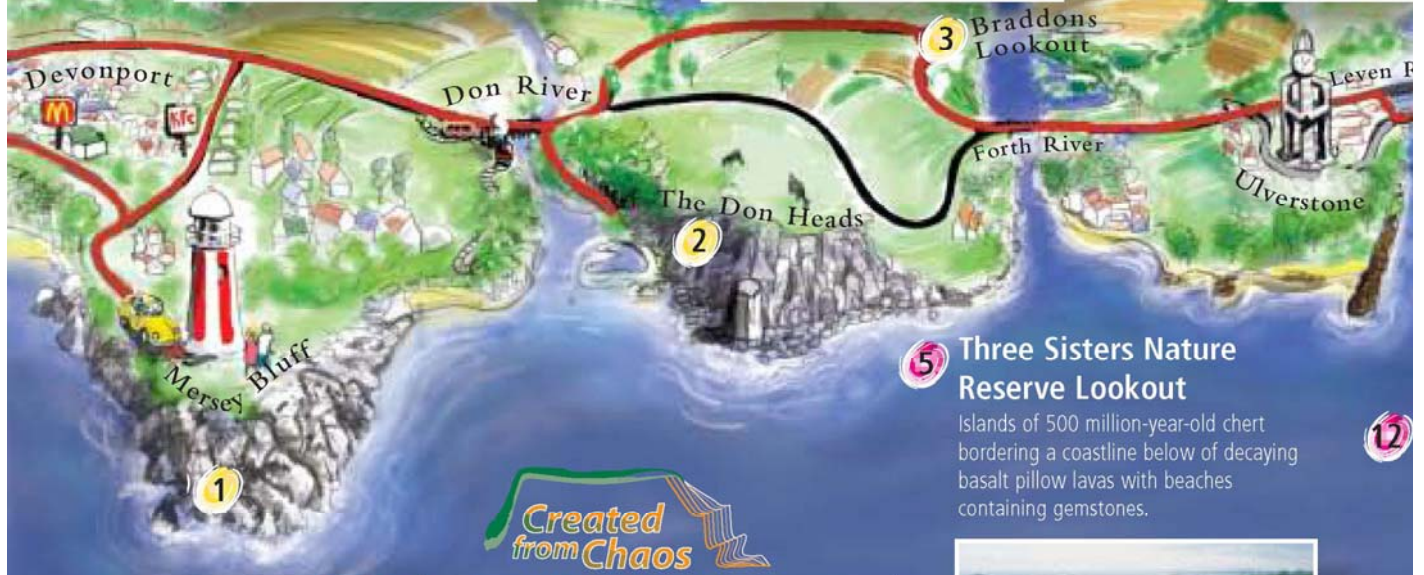 Devonport
M
KFC
Don River
3
Braddons
Lookout
Leven R
Forth River
Ulverstone
The Don Heads
2
Mersey Bluff
1
5
Three Sisters Nature
Reserve Lookout
Islands of 500 million-year-old chert
bordering a coastline below of decaying
basalt pillow lavas with beaches
containing gemstones.
12
Created
from Chaos